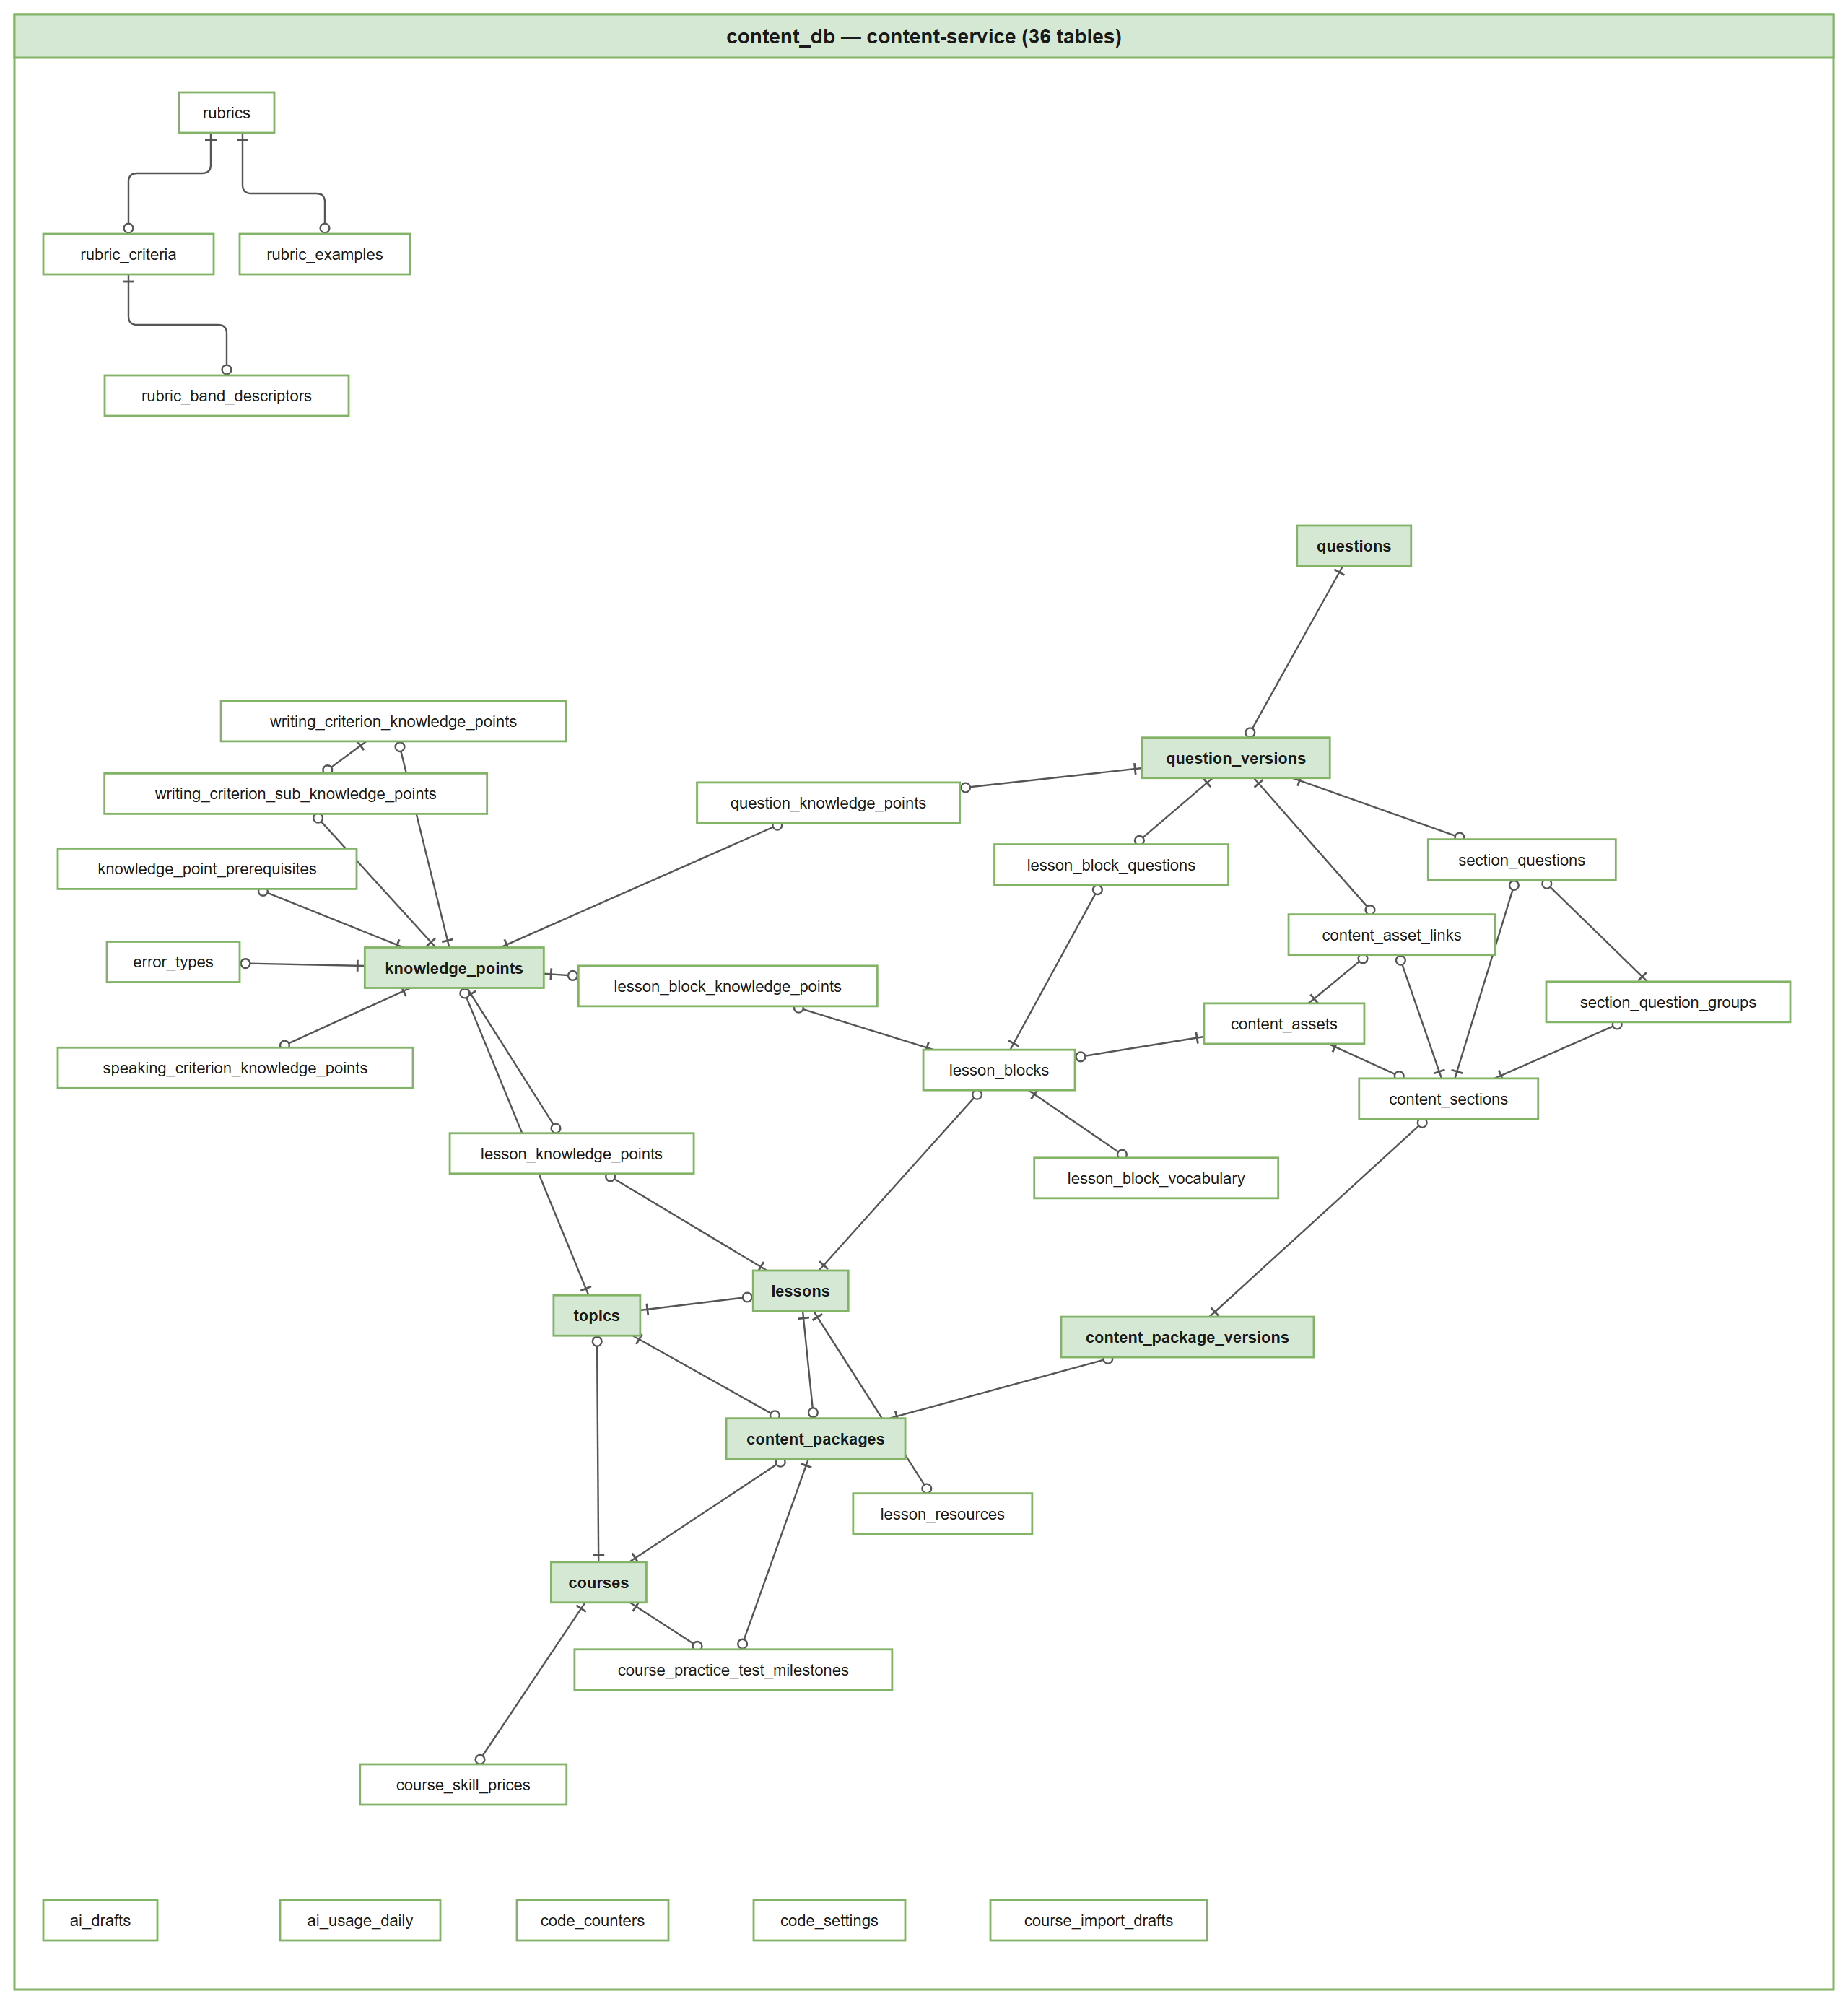 content_db — content-service (36 tables)
rubrics
rubric_criteria
rubric_examples
rubric_band_descriptors
questions
writing_criterion_knowledge_points
question_versions
writing_criterion_sub_knowledge_points
question_knowledge_points
knowledge_point_prerequisites
lesson_block_questions
section_questions
content_asset_links
error_types
knowledge_points
lesson_block_knowledge_points
section_question_groups
content_assets
speaking_criterion_knowledge_points
lesson_blocks
content_sections
lesson_knowledge_points
lesson_block_vocabulary
lessons
topics
content_package_versions
content_packages
lesson_resources
courses
course_practice_test_milestones
course_skill_prices
ai_drafts
ai_usage_daily
code_counters
code_settings
course_import_drafts